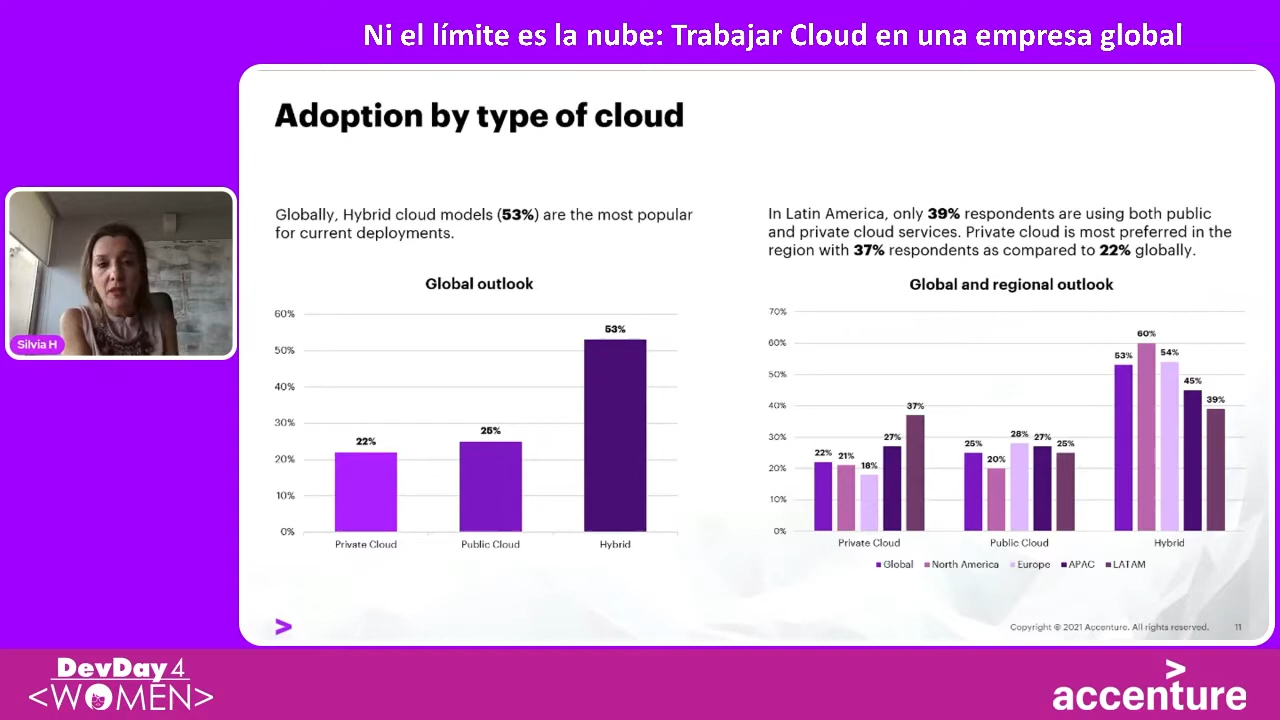 Ni el límite es la nube: Trabajar Cloud en una empresa global
Adoption by type of cloud
Globally, Hybrid cloud models (53%) are the most popular
for current deployments.
Global outlook
60%
50%
40%
30%
20%
10%
0%
22%
25%
53%
Private Cloud
Public Cloud
Hybrid
In Latin America, only 39% respondents are using both public
and private cloud services. Private cloud is most preferred in the
region with 37% respondents as compared to 22% globally.
Global and regional outlook
70%
60%
50%
40%
30%
20%
10%
0%
22%
21%
18%
27%
37%
25%
20%
28%
27%
25%
53%
60%
54%
45%
39%
Private Cloud
Public Cloud
Hybrid
Global
North America
Europe
APAC
LATAM
Silvia H
Copyright © 2021 Accenture. All rights reserved.
11
DevDay4
<WOMEN>
accenture